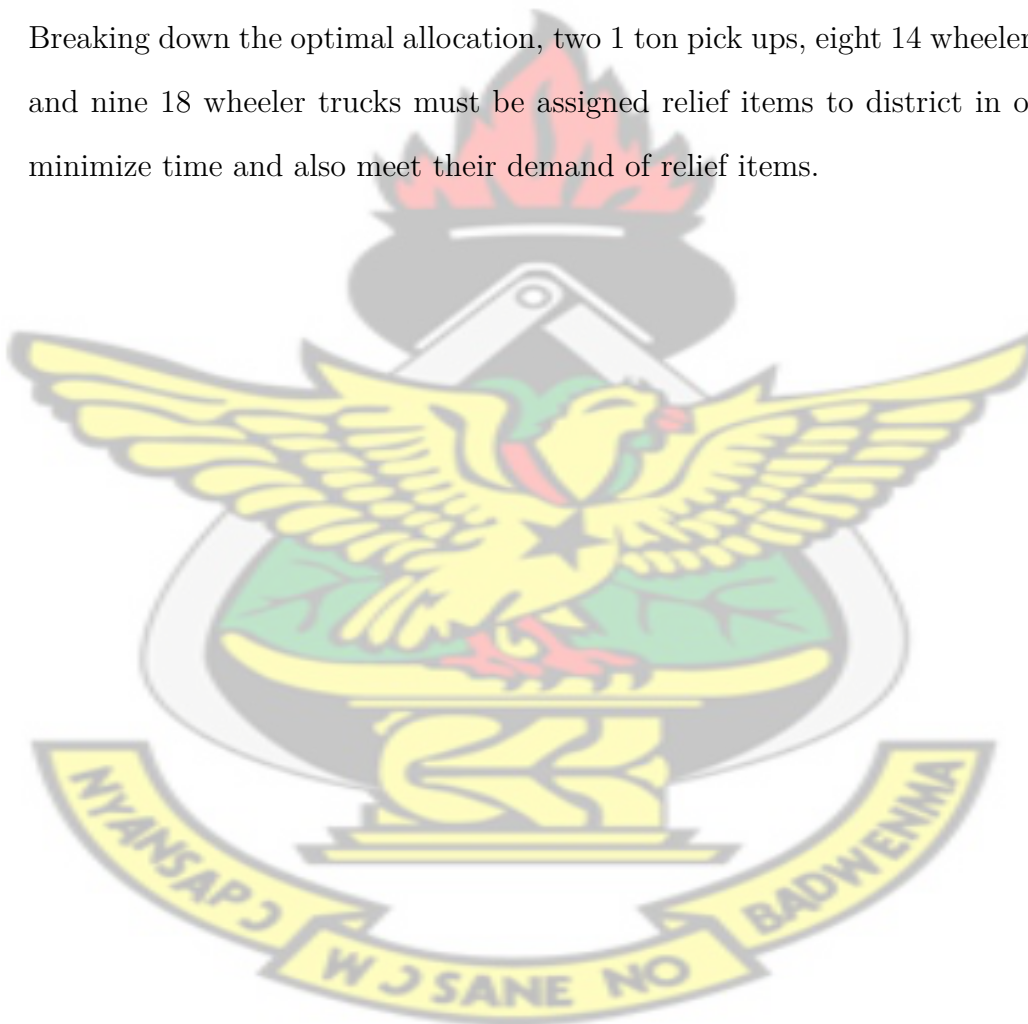 Breaking down the optimal allocation, two 1 ton pick ups, eight 14 wheeler
and nine 18 wheeler trucks must be assigned relief items to district in o
minimize time and also meet their demand of relief items.
NYANSAPƆ
WƆSANE NO
BADWENMA